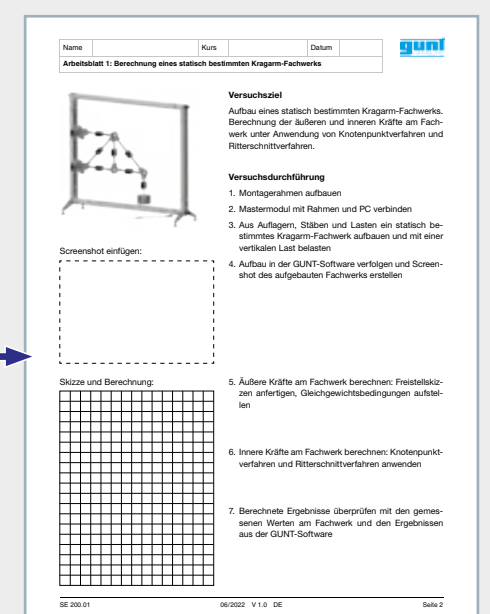 Name Kurs Datum
gunt
Arbeitsblatt 1: Berechnung eines statisch bestimmten Kragarm-Fachwerks
Versuchsziel
Aufbau eines statisch bestimmten Kragarm-Fachwerks.
Berechnung der äußeren und inneren Kräfte am Fach-
werk unter Anwendung von Knotenpunktverfahren und
Ritterschnittverfahren.
Versuchsdurchführung
1. Montagerahmen aufbauen
2. Mastermodul mit Rahmen und PC verbinden
3. Aus Auflagern, Stäben und Lasten ein statisch be-
stimmtes Kragarm-Fachwerk aufbauen und mit einer
vertikalen Last belasten
4. Aufbau in der GUNT-Software verfolgen und Screen-
shot des aufgebauten Fachwerks erstellen
Screenshot einfügen:
Skizze und Berechnung:
5. Äußere Kräfte am Fachwerk berechnen: Freistellskiz-
zen anfertigen, Gleichgewichtsbedingungen aufstel-
len
6. Innere Kräfte am Fachwerk berechnen: Knotenpunkt-
verfahren und Ritterschnittverfahren anwenden
7. Berechnete Ergebnisse überprüfen mit den gemes-
senen Werten am Fachwerk und den Ergebnissen
aus der GUNT-Software
SE 200.01 06/2022 V 1.0 DE Seite 2